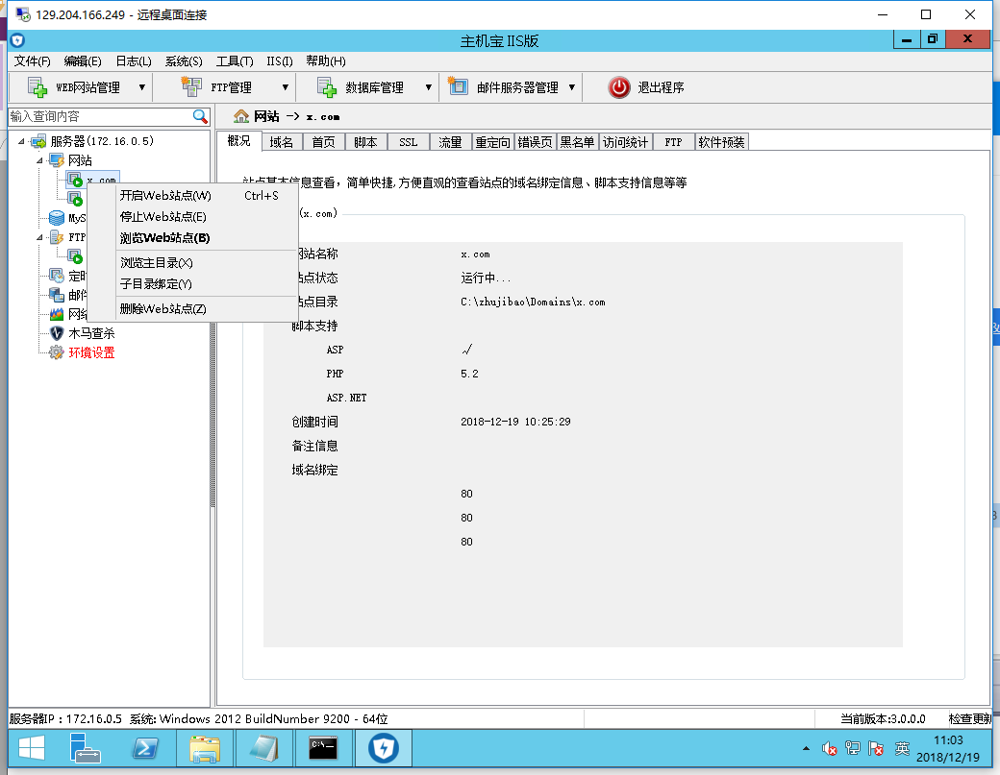 129.204.166.249 - 远程桌面连接
主机宝 IIS版
文件(F) 编辑(E) 日志(L) 系统(S) 工具(T) IIS(I) 帮助(H)
WEB网站管理 FTP管理 数据库管理 邮件服务器管理 退出程序
输入查询内容
网站 -> x.com
服务器(172.16.0.5)
网站
x.com
MyS
FTP
定时
邮件
网络
木马查杀
环境设置
概况 域名 首页 脚本 SSL 流量 重定向 错误页 黑名单 访问统计 FTP 软件预装
站点基本信息查看，简单快捷,方便直观的查看站点的域名绑定信息、脚本支持信息等等
(x.com)
开启Web站点(W) Ctrl+S
停止Web站点(E)
浏览Web站点(B)
浏览主目录(X)
子目录绑定(Y)
删除Web站点(Z)
网站名称 x.com
站点状态 运行中...
站点目录 C:\zhujibao\Domains\x.com
脚本支持
ASP √
PHP 5.2
ASP.NET
创建时间 2018-12-19 10:25:29
备注信息
域名绑定
80
80
80
服务器IP：172.16.0.5 系统: Windows 2012 BuildNumber 9200 - 64位
当前版本:3.0.0.0 检查更新
C:\_
英
11:03
2018/12/19